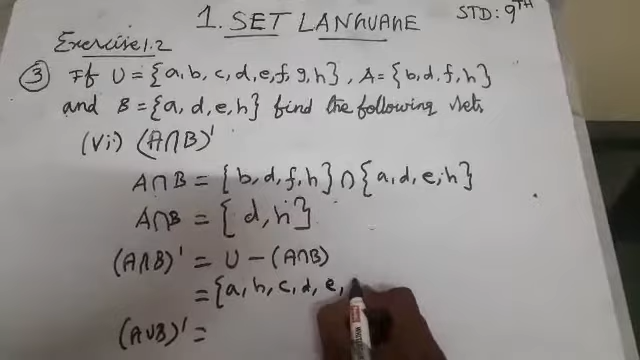 1. SET LANGUAGE
STD: 9TH
Exercise 1.2
③ If U = {a, b, c, d, e, f, g, h}, A = {b, d, f, h}
and B = {a, d, e, h} find the following sets
(vi) (A∩B)'
A∩B = {b, d, f, h} ∩ {a, d, e, h}
A∩B = {d, h}
(A∩B)' = U - (A∩B)
= {a, b, c, d, e,
(A∪B)' =